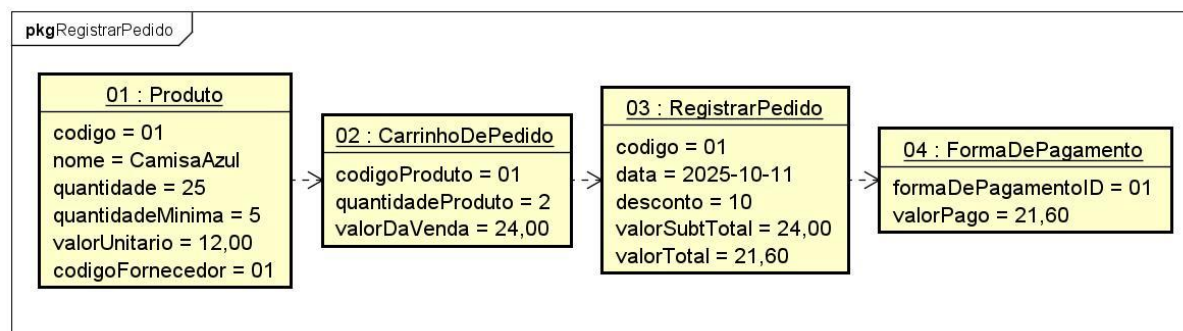 pkgRegistrarPedido
01 : Produto
codigo = 01
nome = CamisaAzul
quantidade = 25
quantidadeMinima = 5
valorUnitario = 12,00
codigoFornecedor = 01
02 : CarrinhoDePedido
codigoProduto = 01
quantidadeProduto = 2
valorDaVenda = 24,00
03 : RegistrarPedido
codigo = 01
data = 2025-10-11
desconto = 10
valorSubtTotal = 24,00
valorTotal = 21,60
04 : FormaDePagamento
formaDePagamentoID = 01
valorPago = 21,60